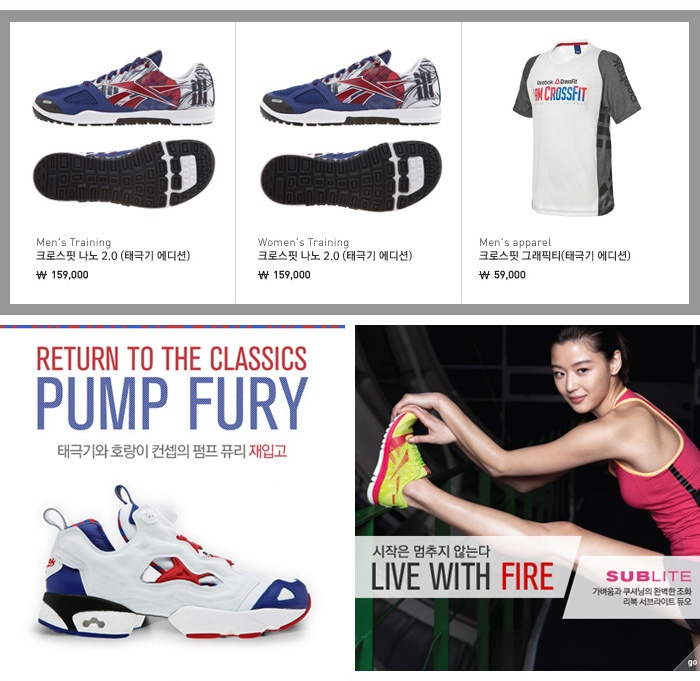 Reebok CrossFit
I AM CROSSFIT
Reebok
Men's Training
크로스핏 나노 2.0 (태극기 에디션)
₩ 159,000
Women's Training
크로스핏 나노 2.0 (태극기 에디션)
₩ 159,000
Men's apparel
크로스핏 그래픽티(태극기 에디션)
₩ 59,000
RETURN TO THE CLASSICS
PUMP FURY
태극기와 호랑이 컨셉의 펌프 퓨리 재입고
시작은 멈추지 않는다
LIVE WITH FIRE
SUBLITE
가벼움과 쿠셔닝의 완벽한 조화
리복 서브라이트 듀오
go